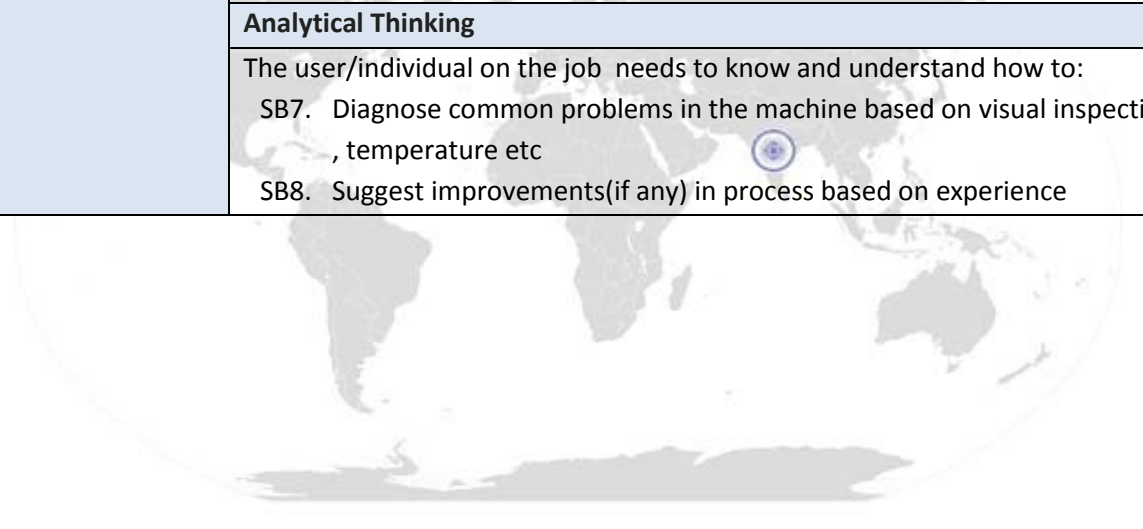 Analytical Thinking
The user/individual on the job needs to know and understand how to:
SB7. Diagnose common problems in the machine based on visual
, temperature etc
SB8. Suggest improvements(if any) in process based on experience